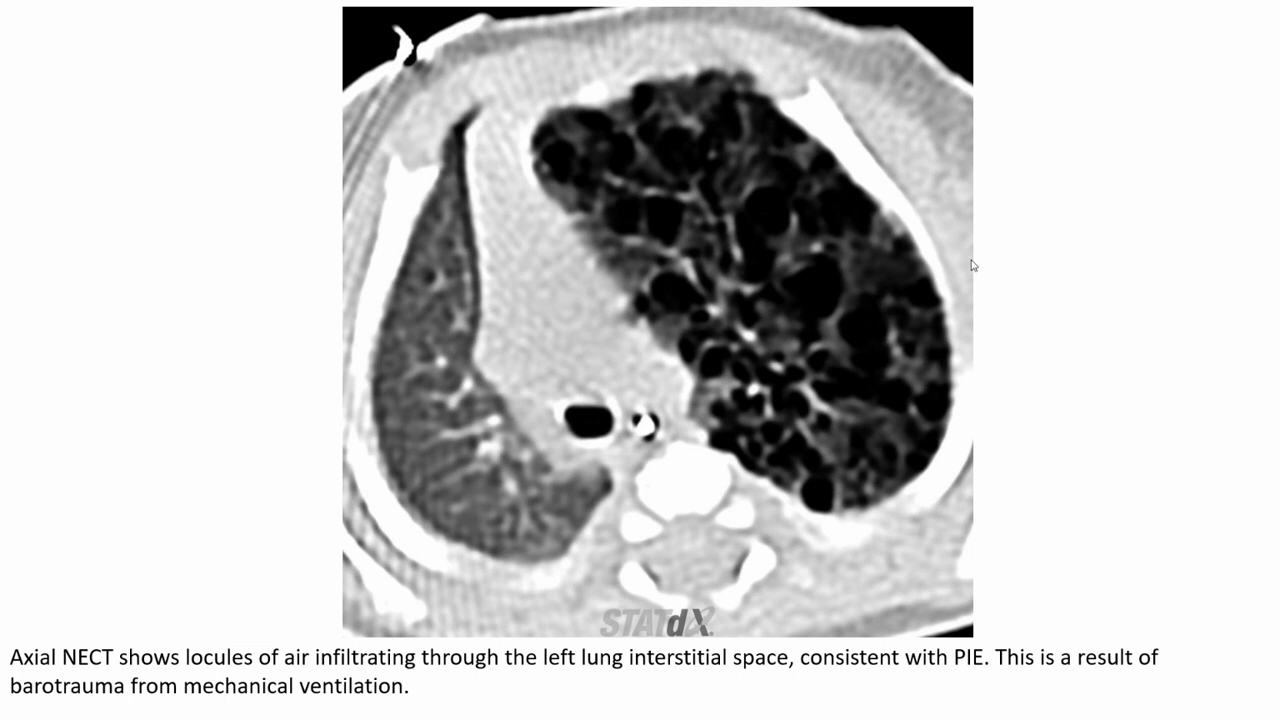 STATdX
Axial NECT shows locules of air infiltrating through the left lung interstitial space, consistent with PIE. This is a result of
barotrauma from mechanical ventilation.